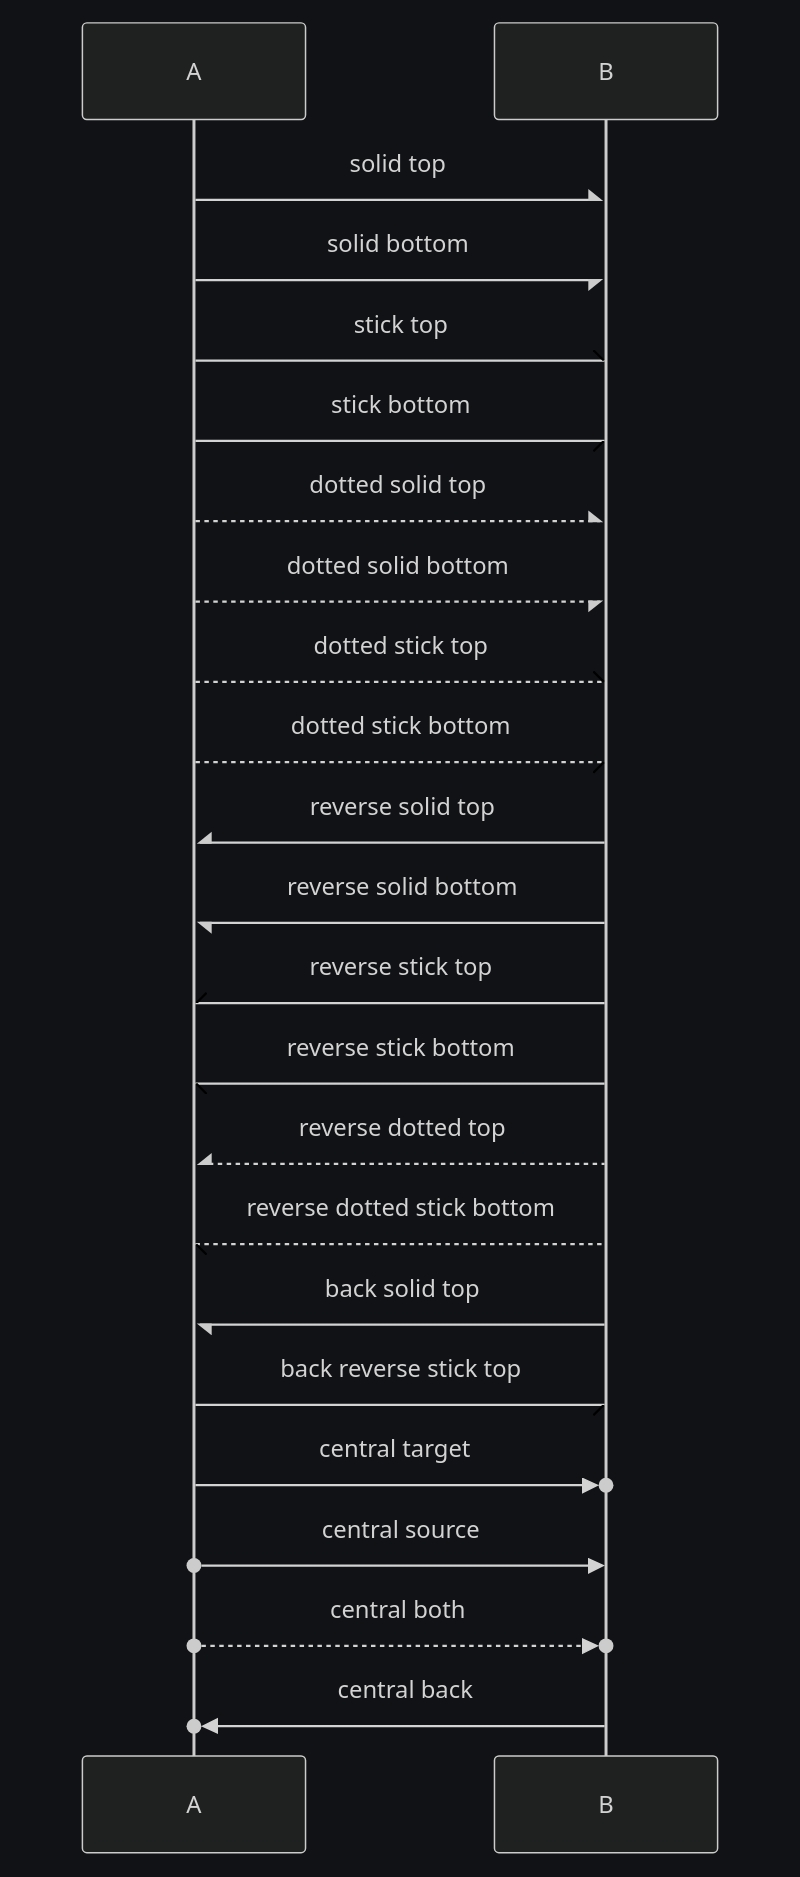 A
B
solid top
solid bottom
stick top
stick bottom
dotted solid top
dotted solid bottom
dotted stick top
dotted stick bottom
reverse solid top
reverse solid bottom
reverse stick top
reverse stick bottom
reverse dotted top
reverse dotted stick bottom
back solid top
back reverse stick top
central target
central source
central both
central back
A
B